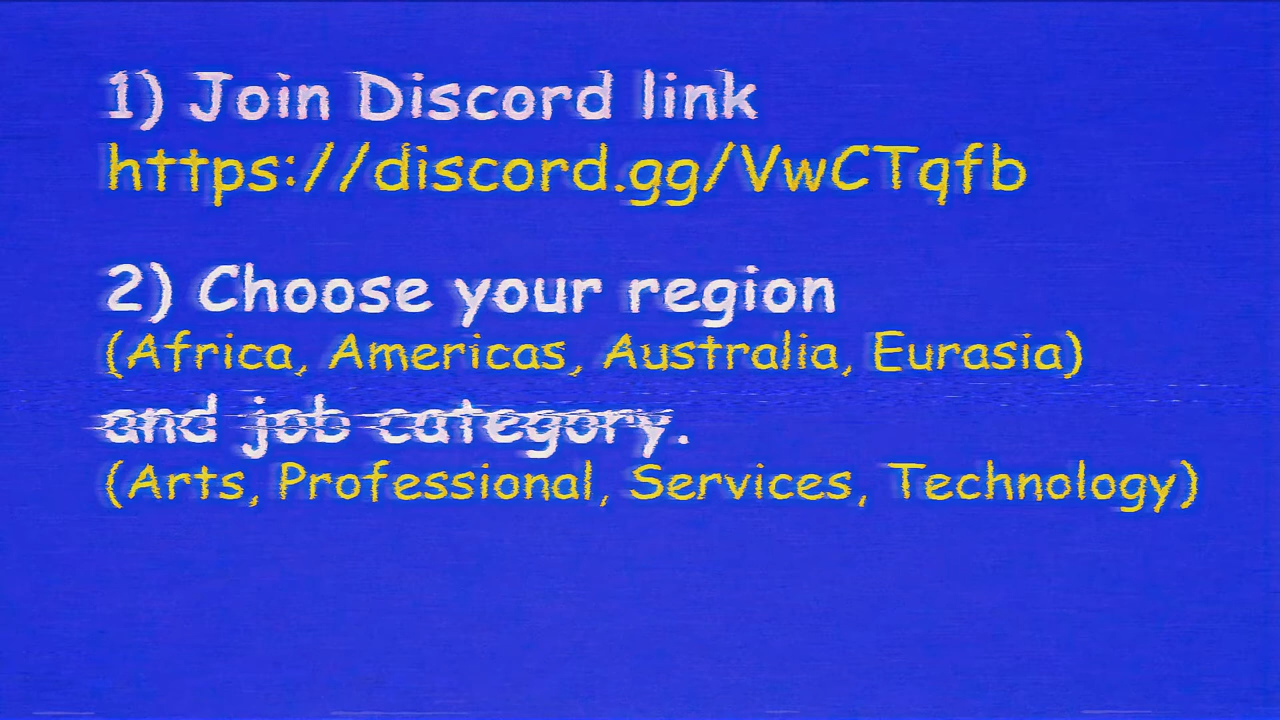 1) Join Discord link
https://discord.gg/VwCTqfb
2) Choose your region
(Africa, Americas, Australia, Eurasia)
and job category.
(Arts, Professional, Services, Technology)